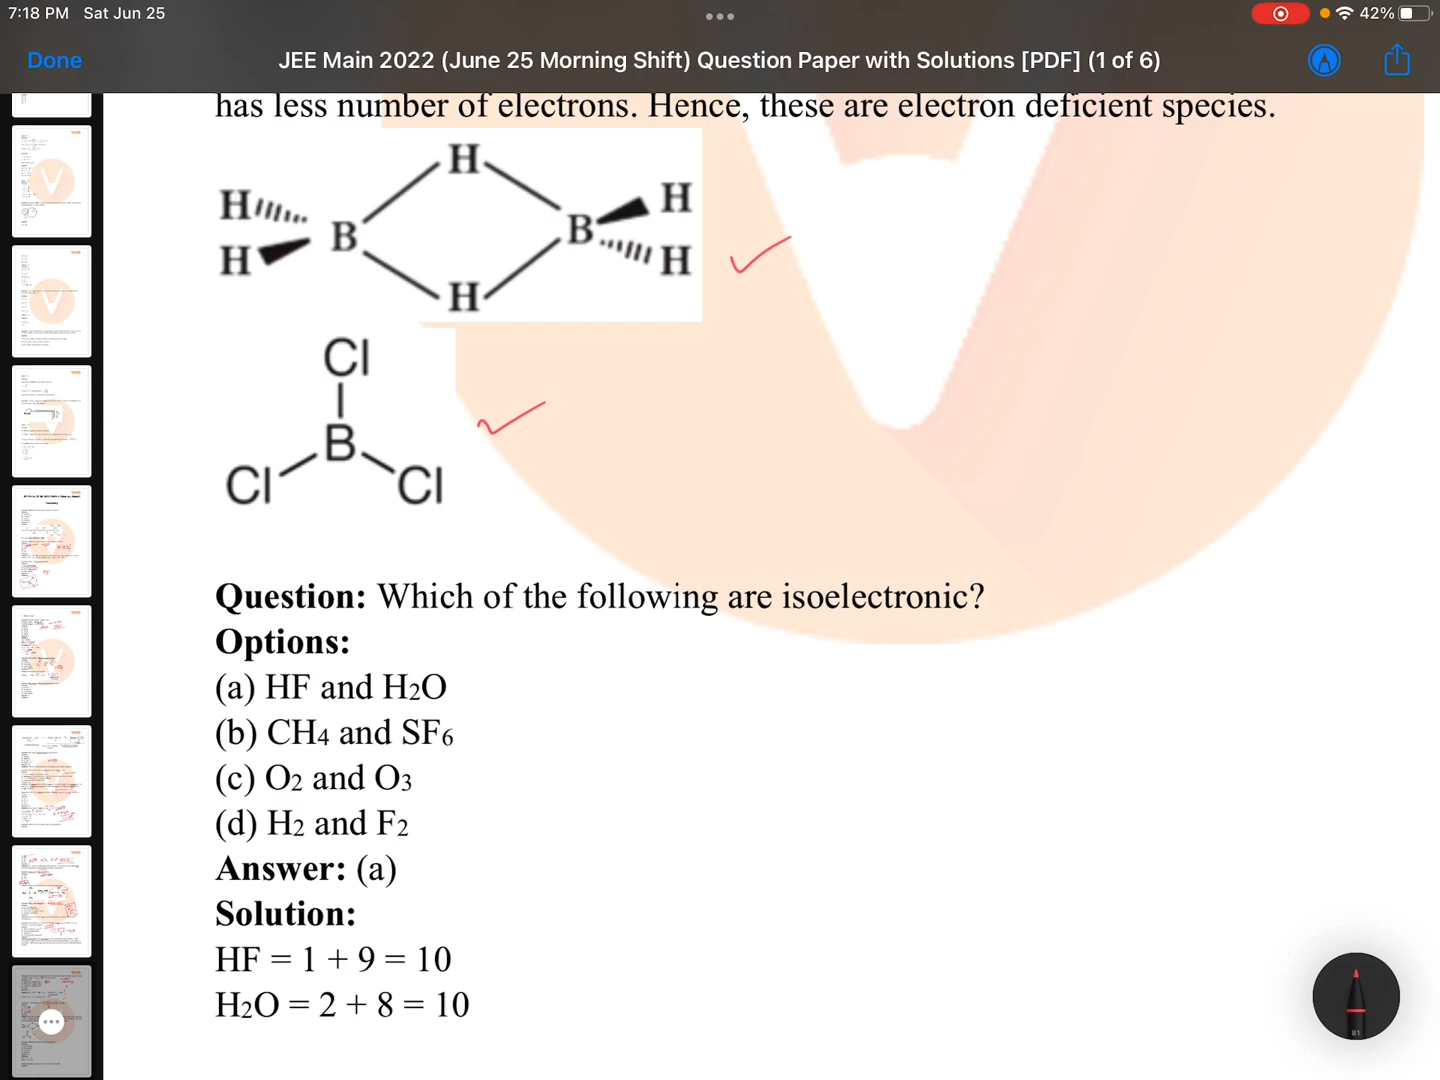 7:18 PM Sat Jun 25
42%
Done
JEE Main 2022 (June 25 Morning Shift) Question Paper with Solutions [PDF] (1 of 6)
has less number of electrons. Hence, these are electron deficient species.
H
H B B H
H H
H
Cl
B
Cl Cl
Question: Which of the following are isoelectronic?
Options:
(a) HF and H2O
(b) CH4 and SF6
(c) O2 and O3
(d) H2 and F2
Answer: (a)
Solution:
HF = 1 + 9 = 10
H2O = 2 + 8 = 10
81